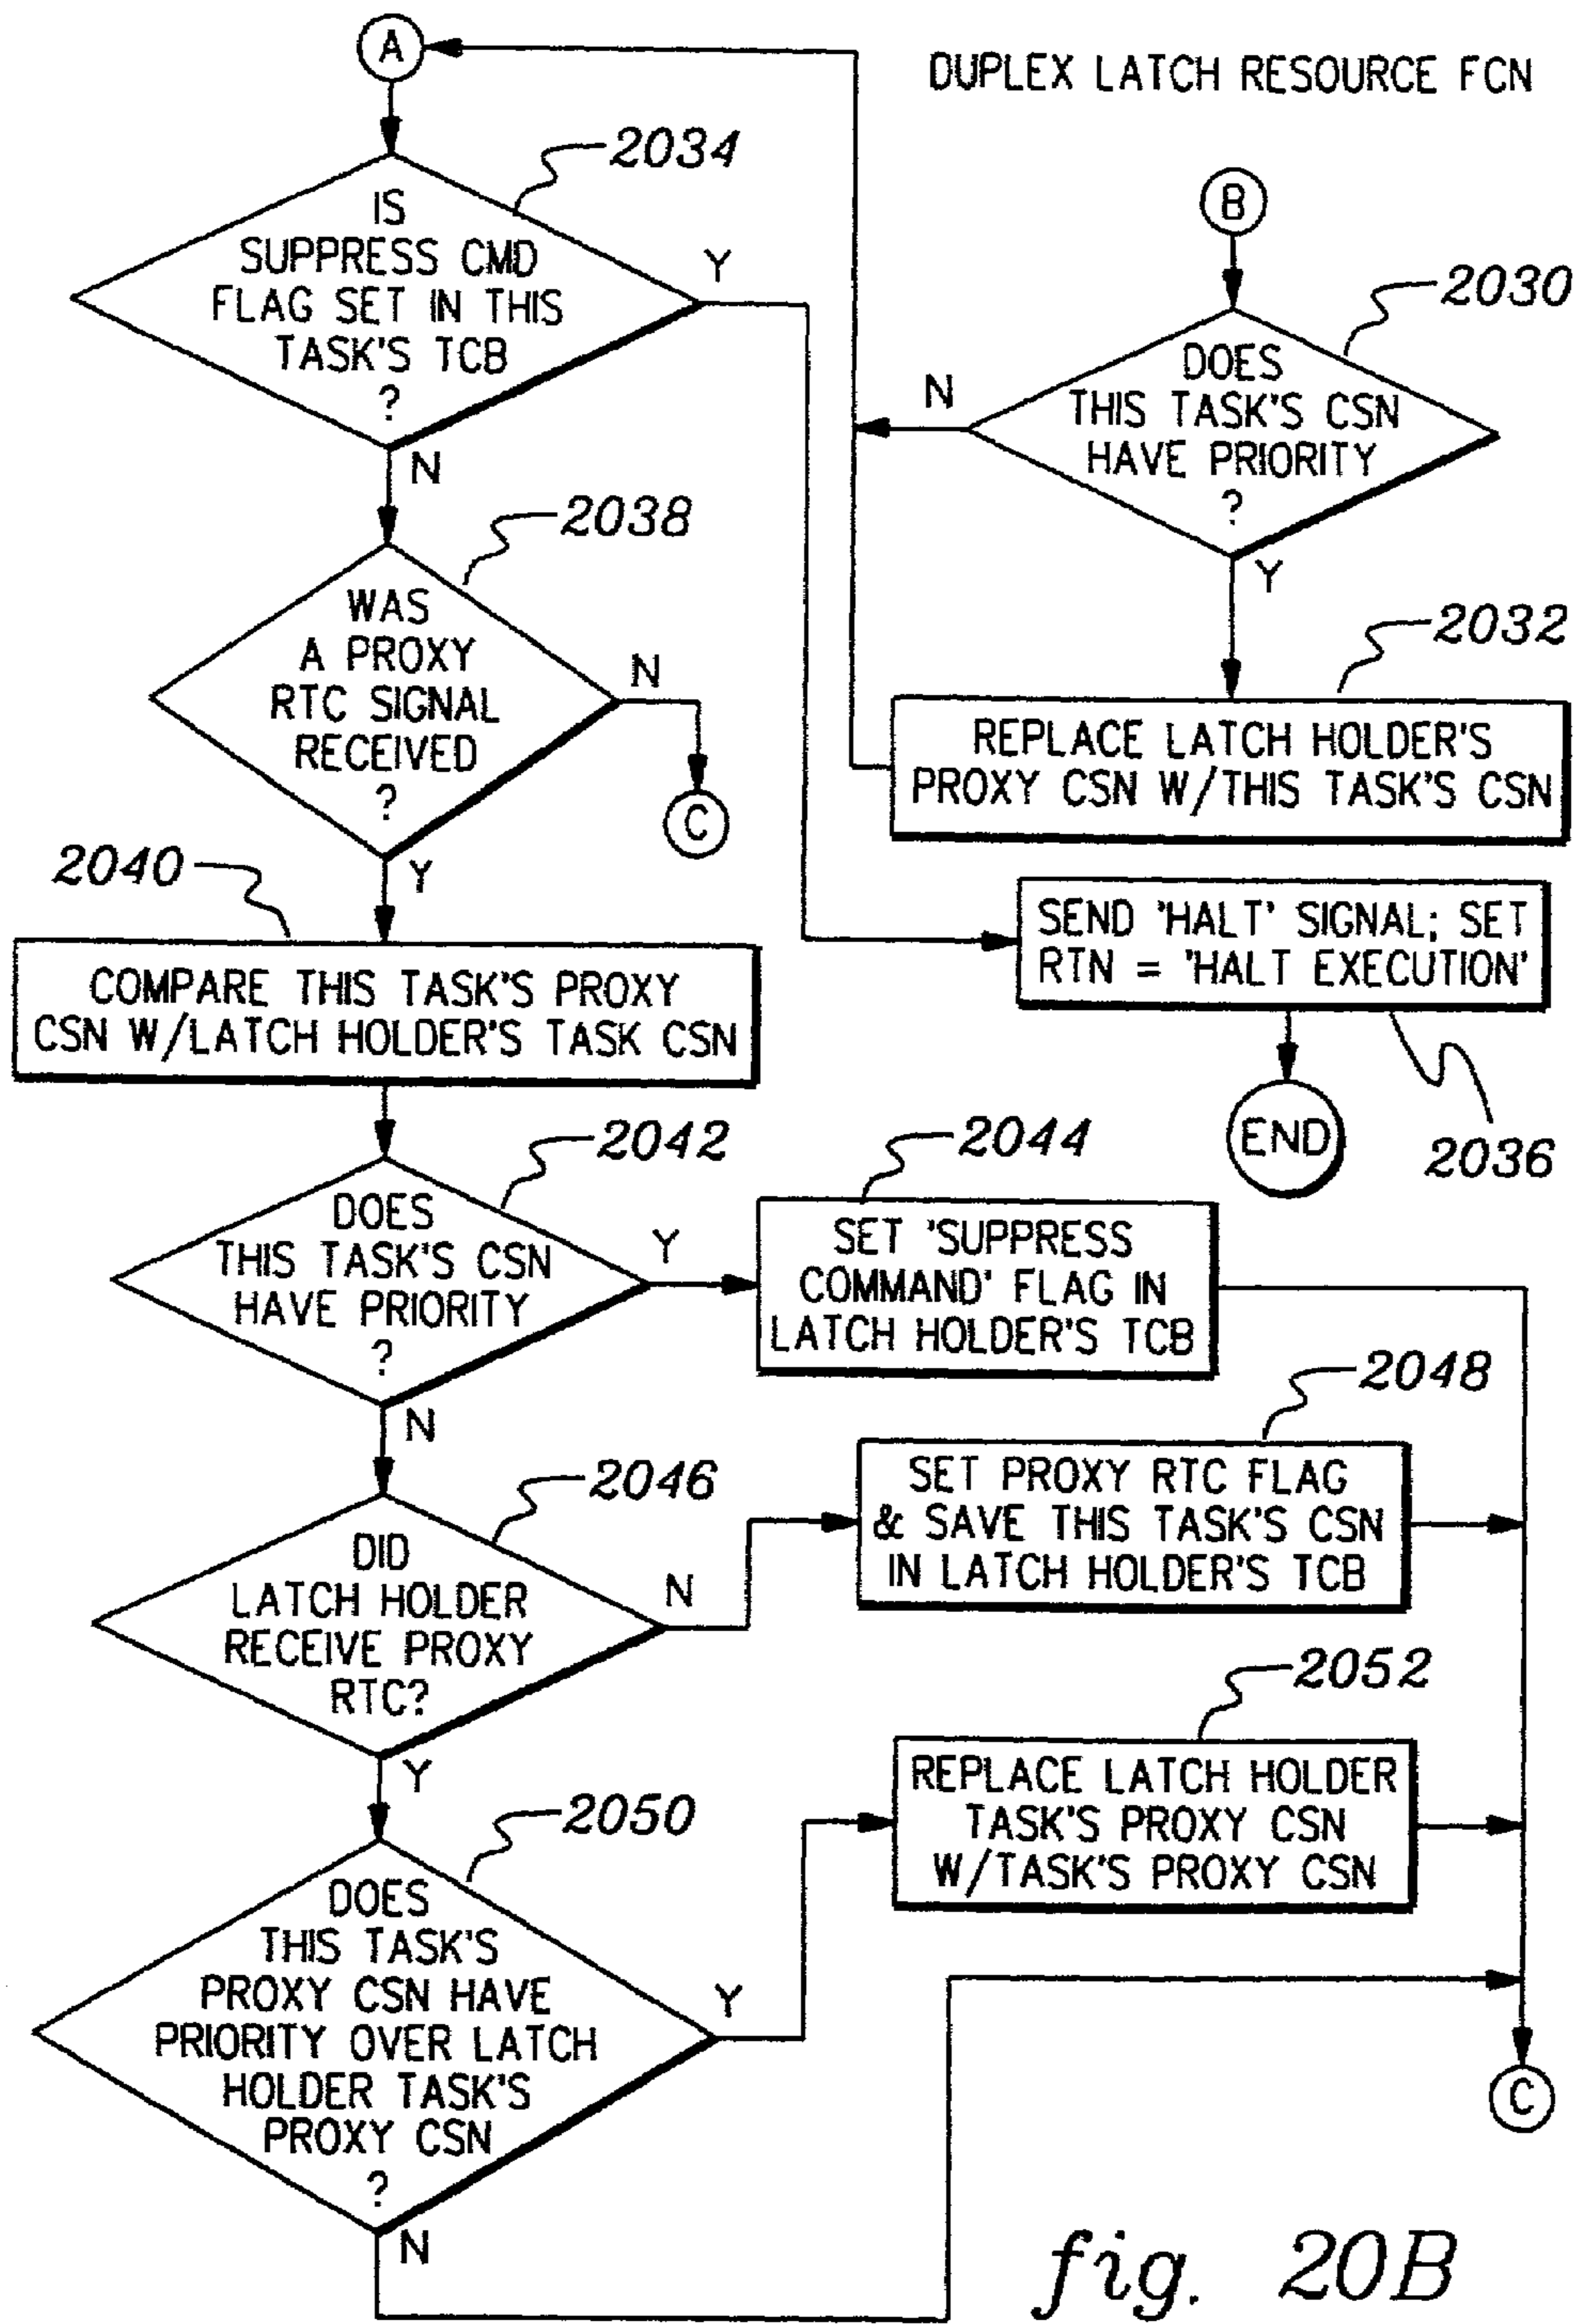 A
DUPLEX LATCH RESOURCE FCN
2034
IS
SUPPRESS CMD
FLAG SET IN THIS
TASK'S TCB
?
Y
N
B
2030
DOES
THIS TASK'S CSN
HAVE PRIORITY
?
N
Y
2038
WAS
A PROXY
RTC SIGNAL
RECEIVED
?
N
C
Y
2032
REPLACE LATCH HOLDER'S
PROXY CSN W/THIS TASK'S CSN
2040
COMPARE THIS TASK'S PROXY
CSN W/LATCH HOLDER'S TASK CSN
SEND 'HALT' SIGNAL; SET
RTN = 'HALT EXECUTION'
END
2036
2042
DOES
THIS TASK'S CSN
HAVE PRIORITY
?
Y
N
2044
SET 'SUPPRESS
COMMAND' FLAG IN
LATCH HOLDER'S TCB
2046
DID
LATCH HOLDER
RECEIVE PROXY
RTC?
N
Y
2048
SET PROXY RTC FLAG
& SAVE THIS TASK'S CSN
IN LATCH HOLDER'S TCB
2050
DOES
THIS TASK'S
PROXY CSN HAVE
PRIORITY OVER LATCH
HOLDER TASK'S
PROXY CSN
?
Y
N
2052
REPLACE LATCH HOLDER
TASK'S PROXY CSN
W/TASK'S PROXY CSN
C
fig. 20B